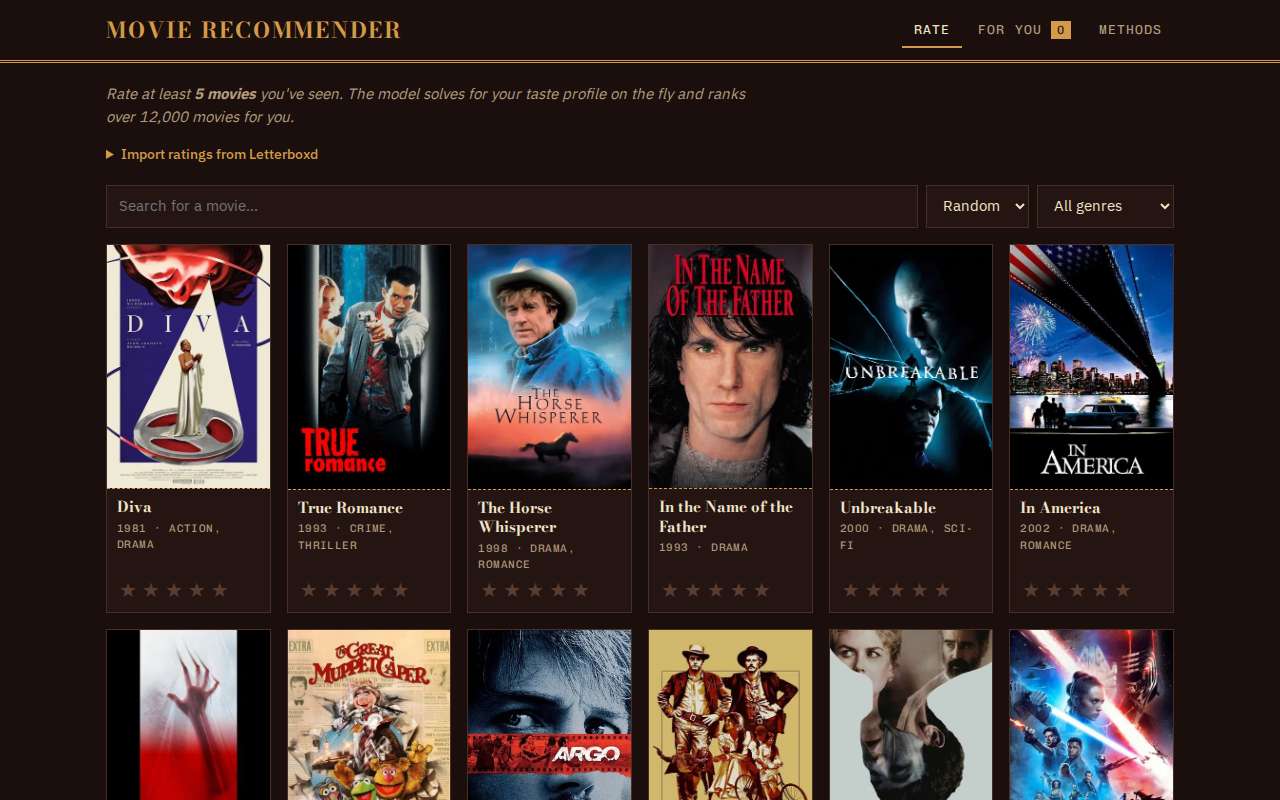 MOVIE RECOMMENDER
RATE
FOR YOU 0
METHODS
Rate at least 5 movies you've seen. The model solves for your taste profile on the fly and ranks
over 12,000 movies for you.
▶ Import ratings from Letterboxd
Search for a movie...
Random
All genres
DIVA
TRUE
romance
THE
HORSE
WHISPERER
IN THE NAME
OF THE FATHER
UNBREAKABLE
IN
AMERICA
Diva
1981 · ACTION,
DRAMA
★ ★ ★ ★ ★
True Romance
1993 · CRIME,
THRILLER
★ ★ ★ ★ ★
The Horse
Whisperer
1998 · DRAMA,
ROMANCE
★ ★ ★ ★ ★
In the Name of the
Father
1993 · DRAMA
★ ★ ★ ★ ★
Unbreakable
2000 · DRAMA, SCI-
FI
★ ★ ★ ★ ★
In America
2002 · DRAMA,
ROMANCE
★ ★ ★ ★ ★
EXTRA
EXTRA
The GREAT
MUPPET CAPER
ARGO